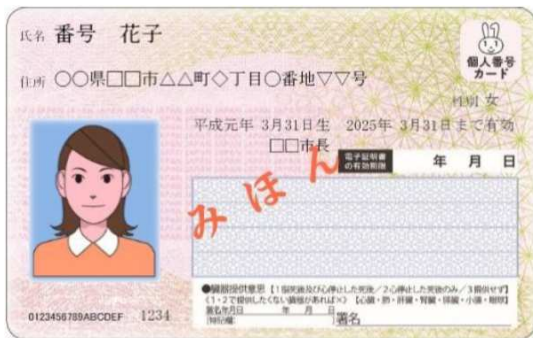 氏名 番号 花子
個人番号
カード
住所 〇〇県□□市△△町◇丁目〇番地▽▽号
性別 女
平成元年 3月31日生 2025年 3月31日まで有効
□□市長
電子証明書
の有効期限
年 月 日
みほん
●臓器提供意思【1脳死後及び心停止した死後/2心停止した死後のみ/3提供せず】
《1・2で提供したくない臓器があれば×》【心臓・肺・肝臓・腎臓・膵臓・小腸・眼球】
署名年月日 年 月 日
署名
0123456789ABCDEF 1234